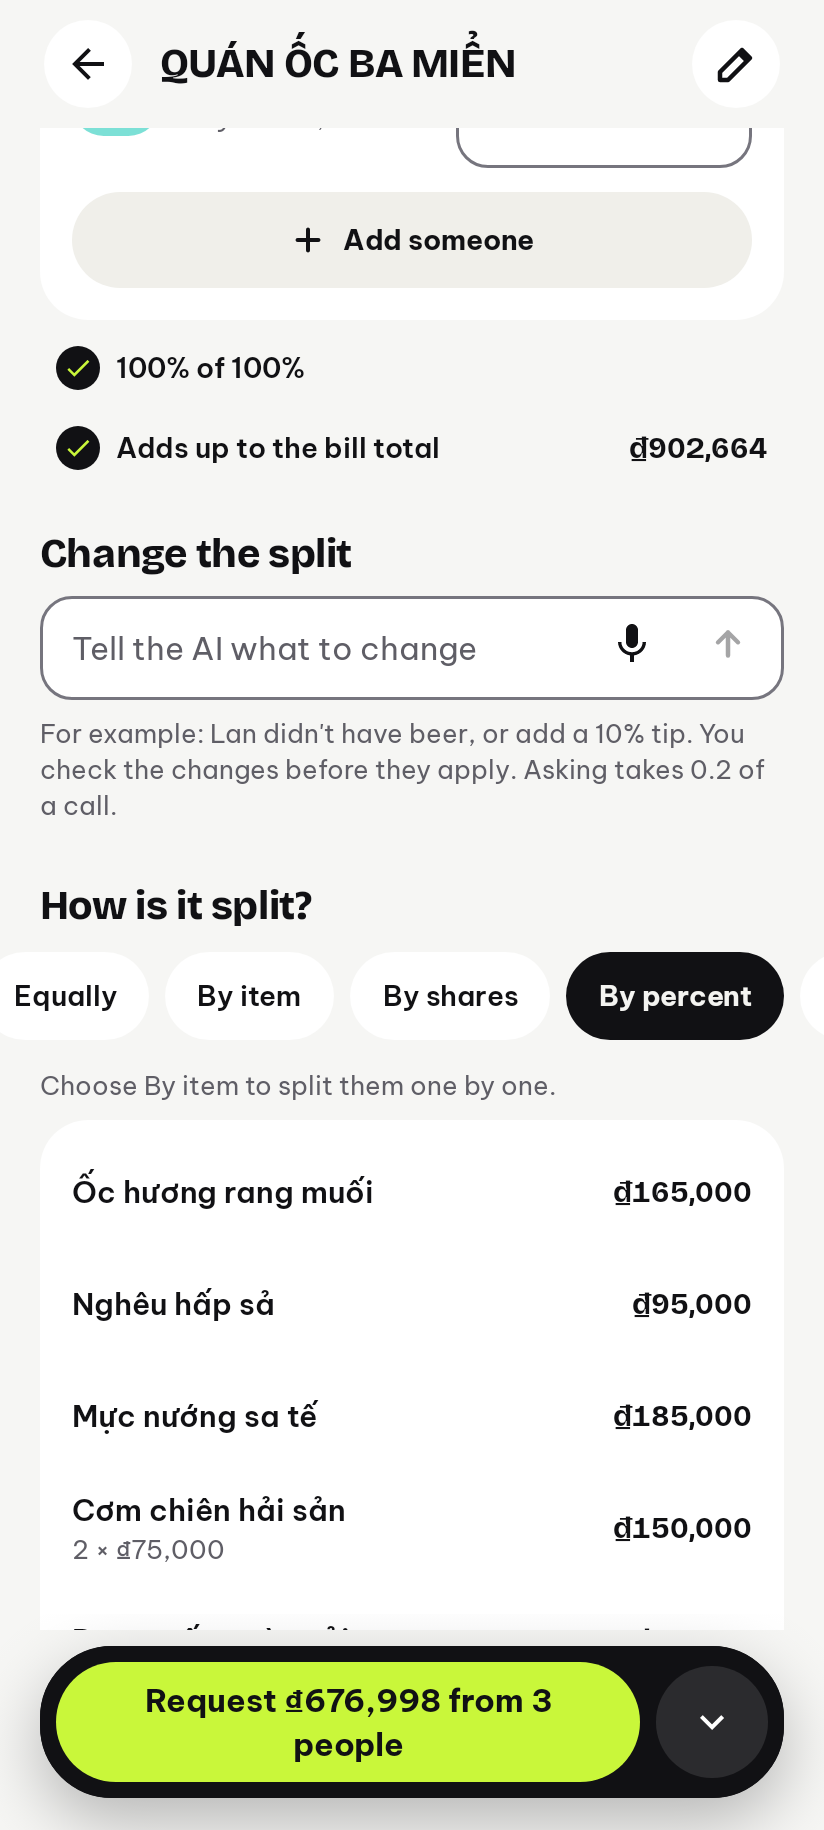 QUÁN ỐC BA MIỀN
Add someone
100% of 100%
Adds up to the bill total
₫902,664
Change the split
Tell the AI what to change
For example: Lan didn't have beer, or add a 10% tip. You
check the changes before they apply. Asking takes 0.2 of
a call.
How is it split?
Equally
By item
By shares
By percent
Choose By item to split them one by one.
Ốc hương rang muối
₫165,000
Nghêu hấp sả
₫95,000
Mực nướng sa tế
₫185,000
Cơm chiên hải sản
2 × ₫75,000
₫150,000
Request ₫676,998 from 3
people